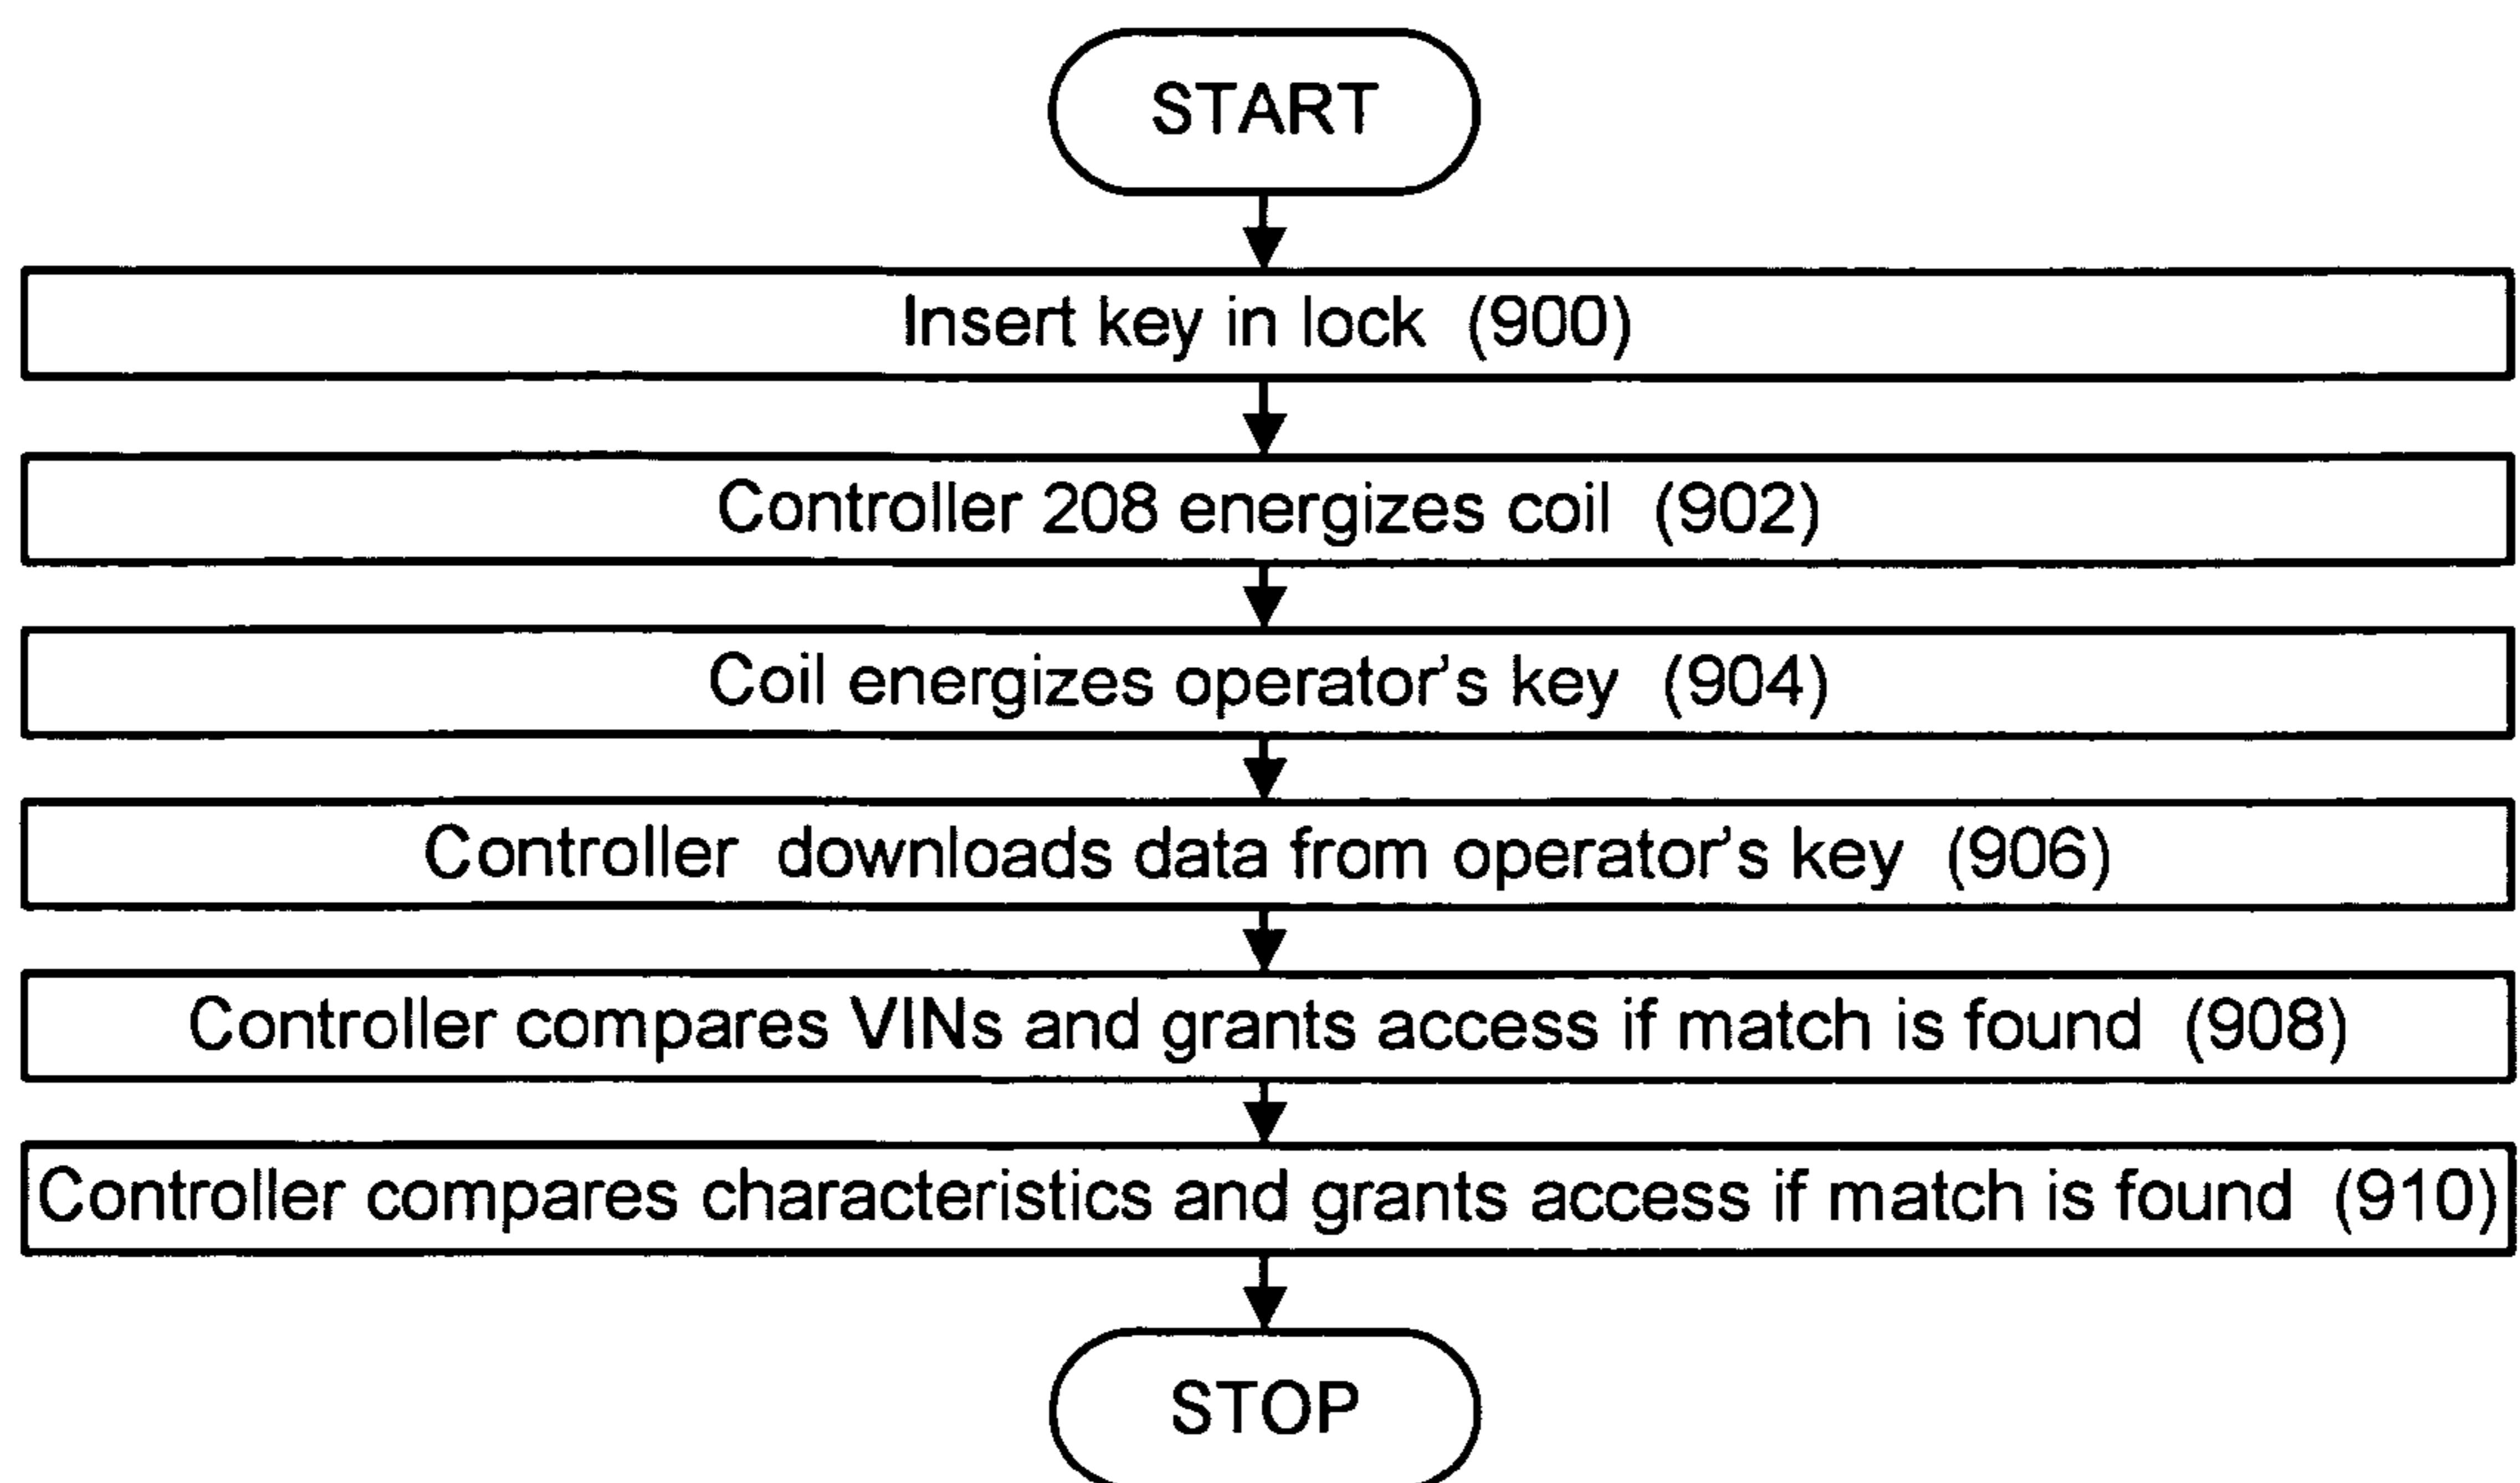 START
Insert key in lock (900)
Controller 208 energizes coil (902)
Coil energizes operator's key (904)
Controller downloads data from operator's key (906)
Controller compares VINs and grants access if match is found (908)
Controller compares characteristics and grants access if match is found (910)
STOP